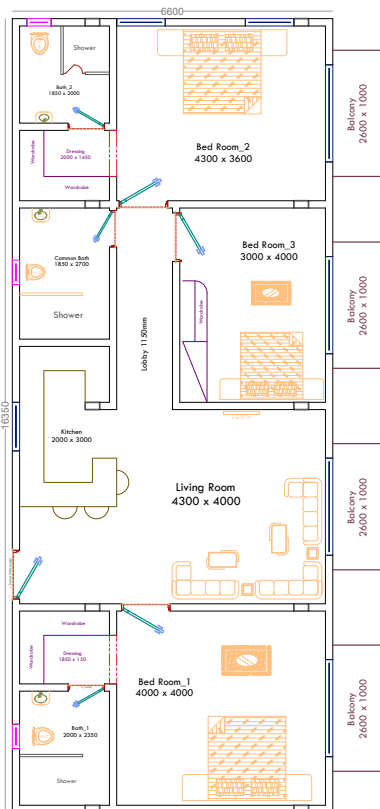 6600
Shower
Bath_2
1850 x 2000
Balcony
2600 x 1000
Wardrobe
Dressing
2000 x 1450
Wardrobe
Bed Room_2
4300 x 3600
Common Bath
1850 x 2700
Shower
Bed Room_3
3000 x 4000
Balcony
2600 x 1000
Wardrobe
Lobby 1150mm
16350
Kitchen
2000 x 3000
Living Room
4300 x 4000
Balcony
2600 x 1000
Wardrobe
Wardrobe
Dressing
1850 x 150
Bed Room_1
4000 x 4000
Balcony
2600 x 1000
Bath_1
2000 x 2350
Shower